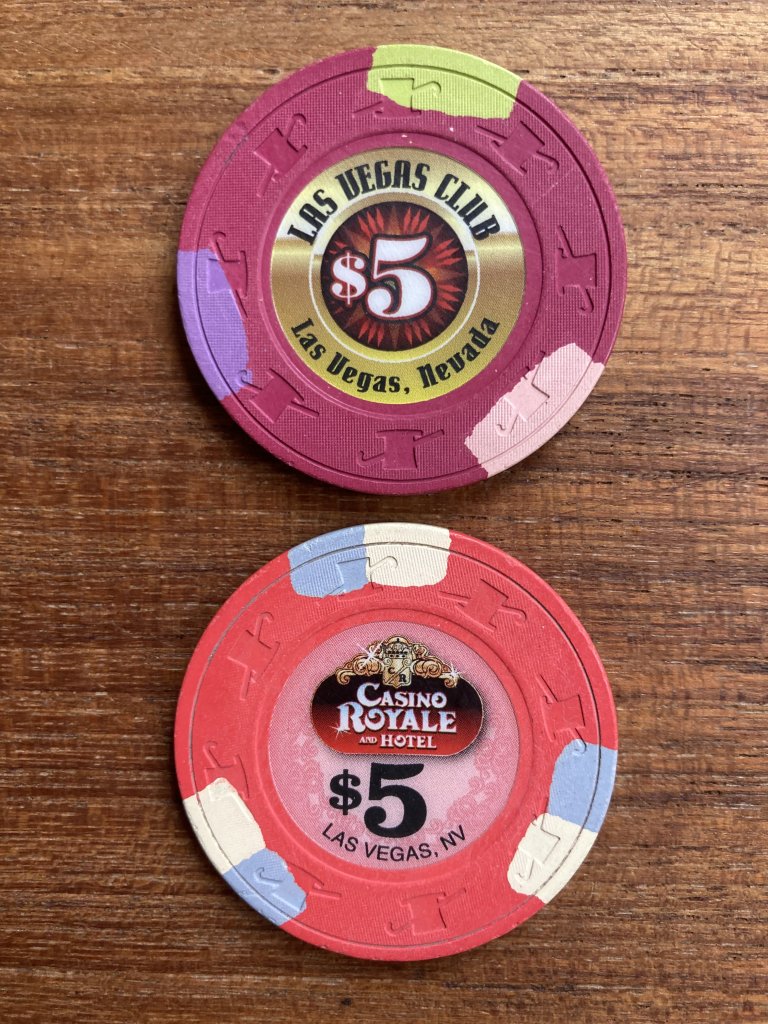 LAS VEGAS CLUB
$5
Las Vegas, Nevada
C R
CASINO
ROYALE
AND HOTEL
$5
LAS VEGAS, NV